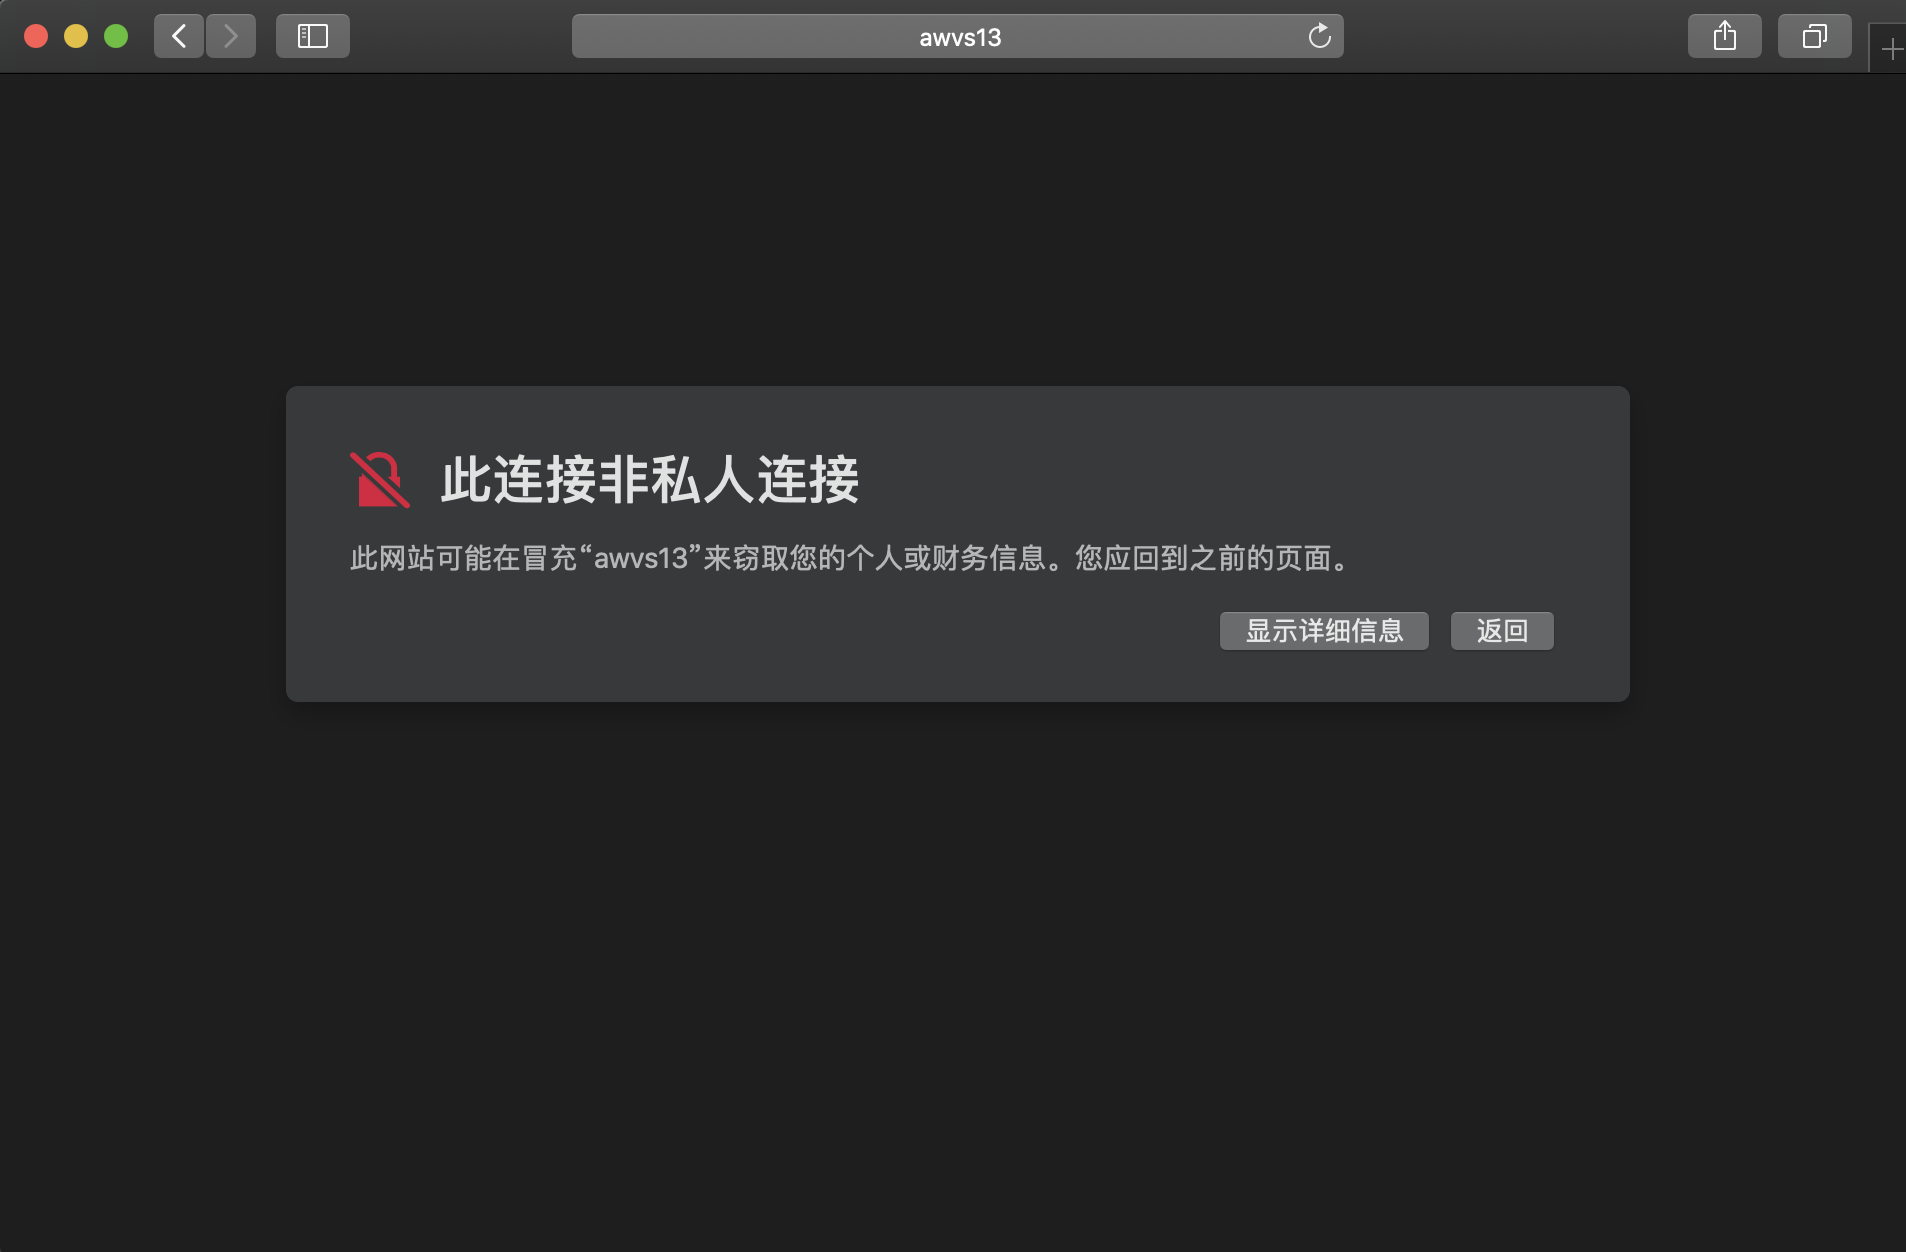 awvs13
此连接非私人连接
此网站可能在冒充“awvs13”来窃取您的个人或财务信息。您应回到之前的页面。
显示详细信息 返回